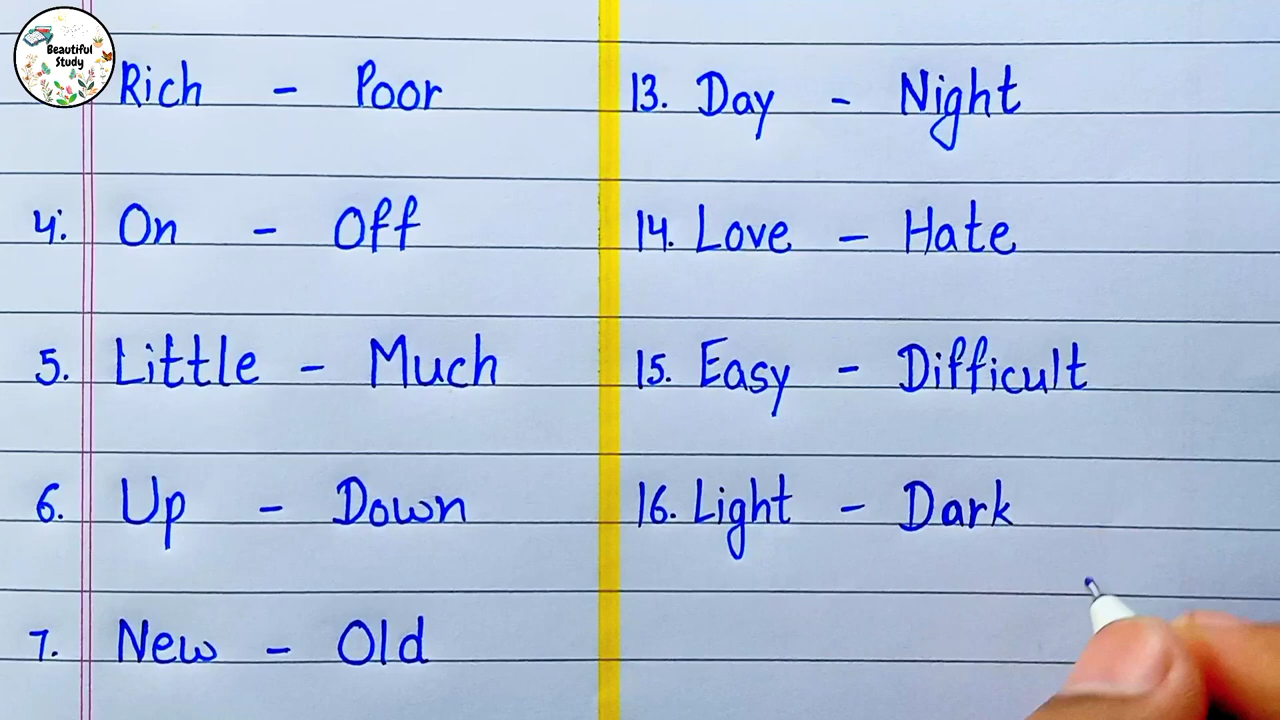 Beautiful
Study
Rich - Poor
4. On - Off
5. Little - Much
6. Up - Down
7. New - Old
13. Day - Night
14. Love - Hate
15. Easy - Difficult
16. Light - Dark